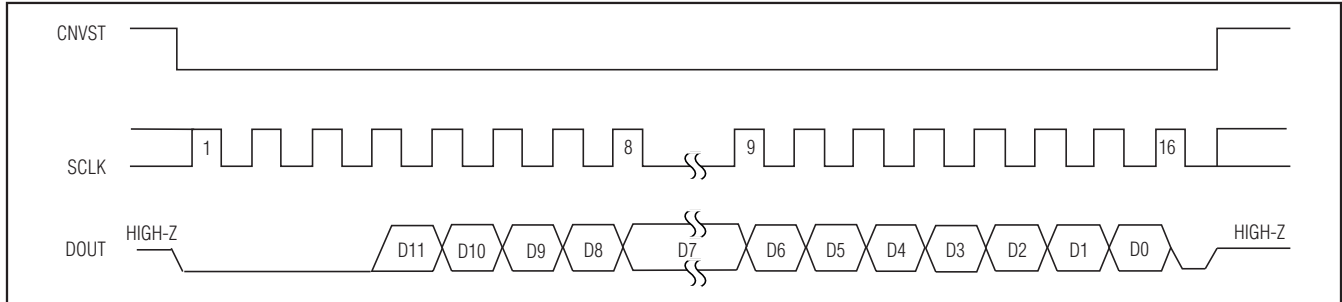 CNVST
SCLK
1
8
9
16
DOUT
HIGH-Z
D11
D10
D9
D8
D7
D6
D5
D4
D3
D2
D1
D0
HIGH-Z